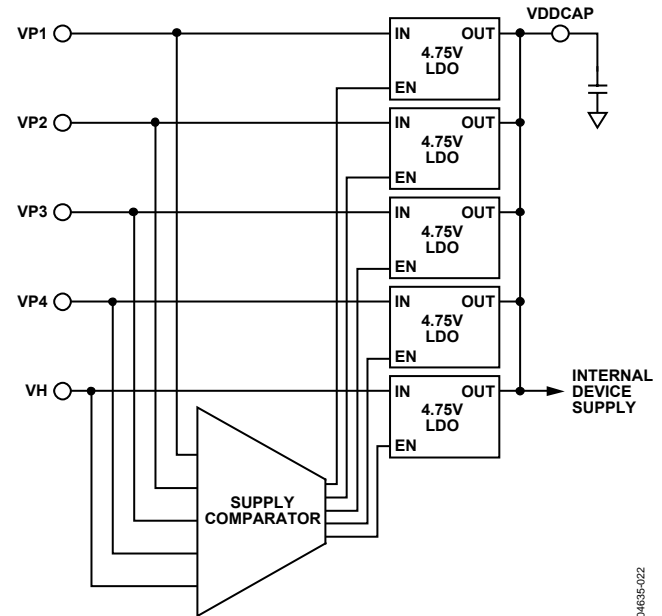 VDDCAP
VP1
IN OUT
4.75V
LDO
EN
VP2
IN OUT
4.75V
LDO
EN
VP3
IN OUT
4.75V
LDO
EN
VP4
IN OUT
4.75V
LDO
EN
VH
IN OUT
4.75V
LDO
EN
INTERNAL
DEVICE
SUPPLY
SUPPLY
COMPARATOR
04635-022